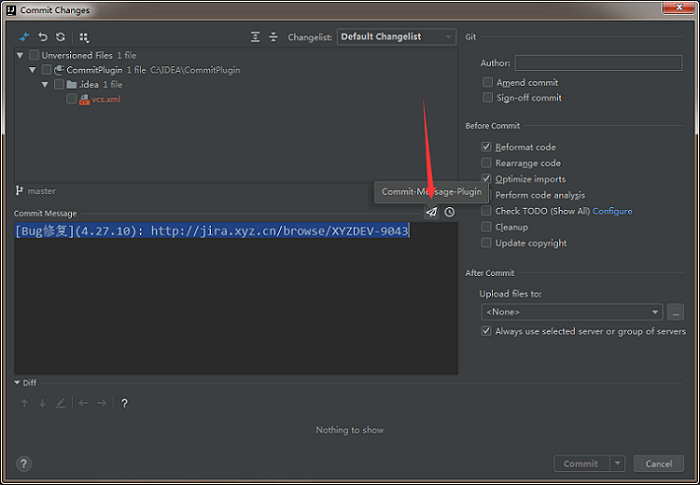 Commit Changes
Changelist: Default Changelist
Unversioned Files 1 file
CommitPlugin 1 file C:\IDEA\CommitPlugin
.idea 1 file
vcs.xml
master
Commit-Message-Plugin
Commit Message
[Bug修复](4.27.10): http://jira.xyz.cn/browse/XYZDEV-9043
Diff
?
Nothing to show
Git
Author:
Amend commit
Sign-off commit
Before Commit
Reformat code
Rearrange code
Optimize imports
Perform code analysis
Check TODO (Show All) Configure
Cleanup
Update copyright
After Commit
Upload files to:
<None>
...
Always use selected server or group of servers
?
Commit
Cancel